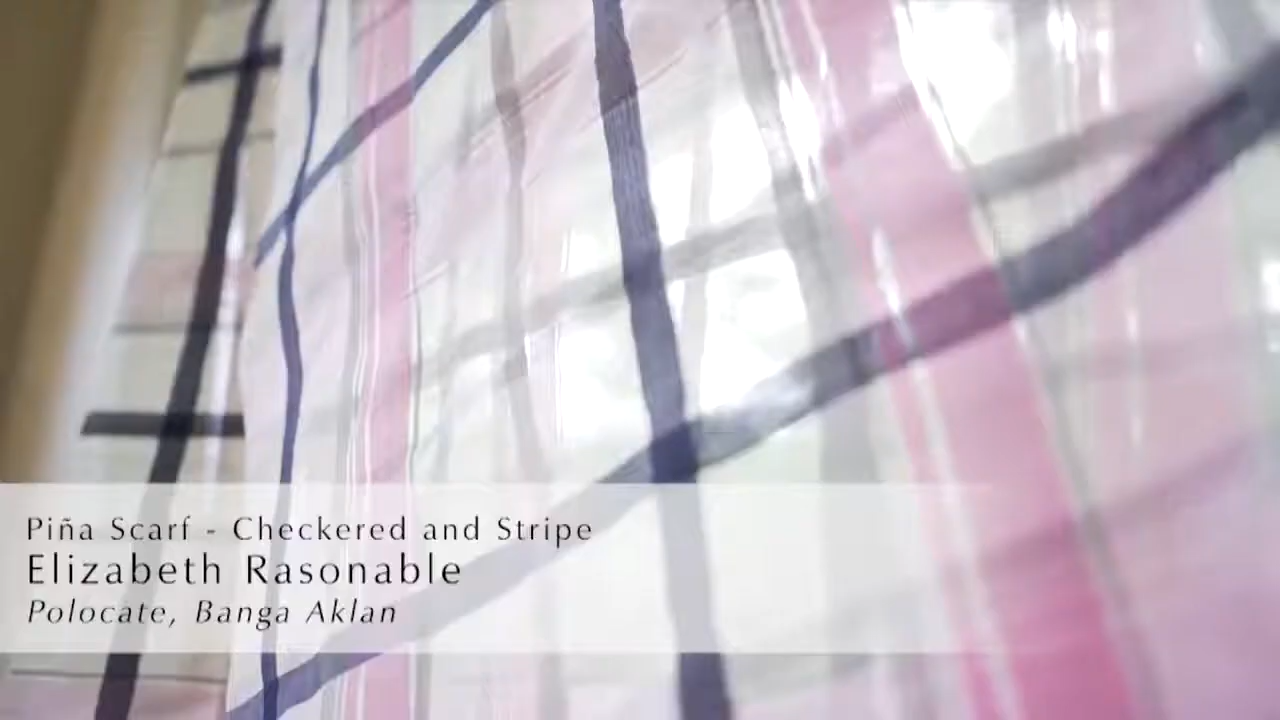 Piña Scarf - Checkered and Stripe
Elizabeth Rasonable
Polocate, Banga Aklan